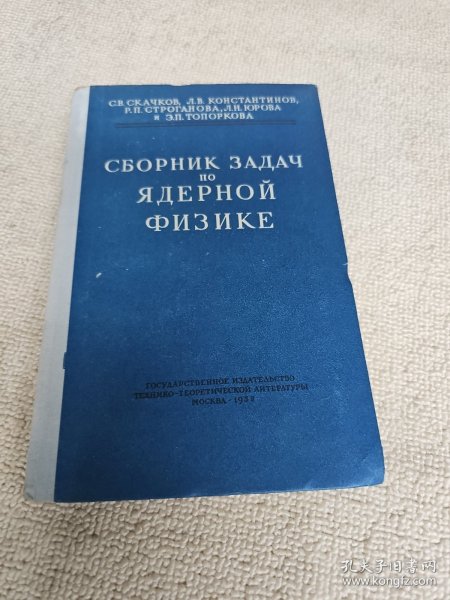 С.В. СКАЧКОВ, Л.В. КОНСТАНТИНОВ,
Р.П. СТРОГАНОВА, Л.И. ЮРОВА
и Э.П. ТОПОРКОВА
СБОРНИК ЗАДАЧ
по
ЯДЕРНОЙ
ФИЗИКЕ
ГОСУДАРСТВЕННОЕ ИЗДАТЕЛЬСТВО
ТЕХНИКО-ТЕОРЕТИЧЕСКОЙ ЛИТЕРАТУРЫ
МОСКВА · 1958
孔夫子旧书网
www.kongfz.com